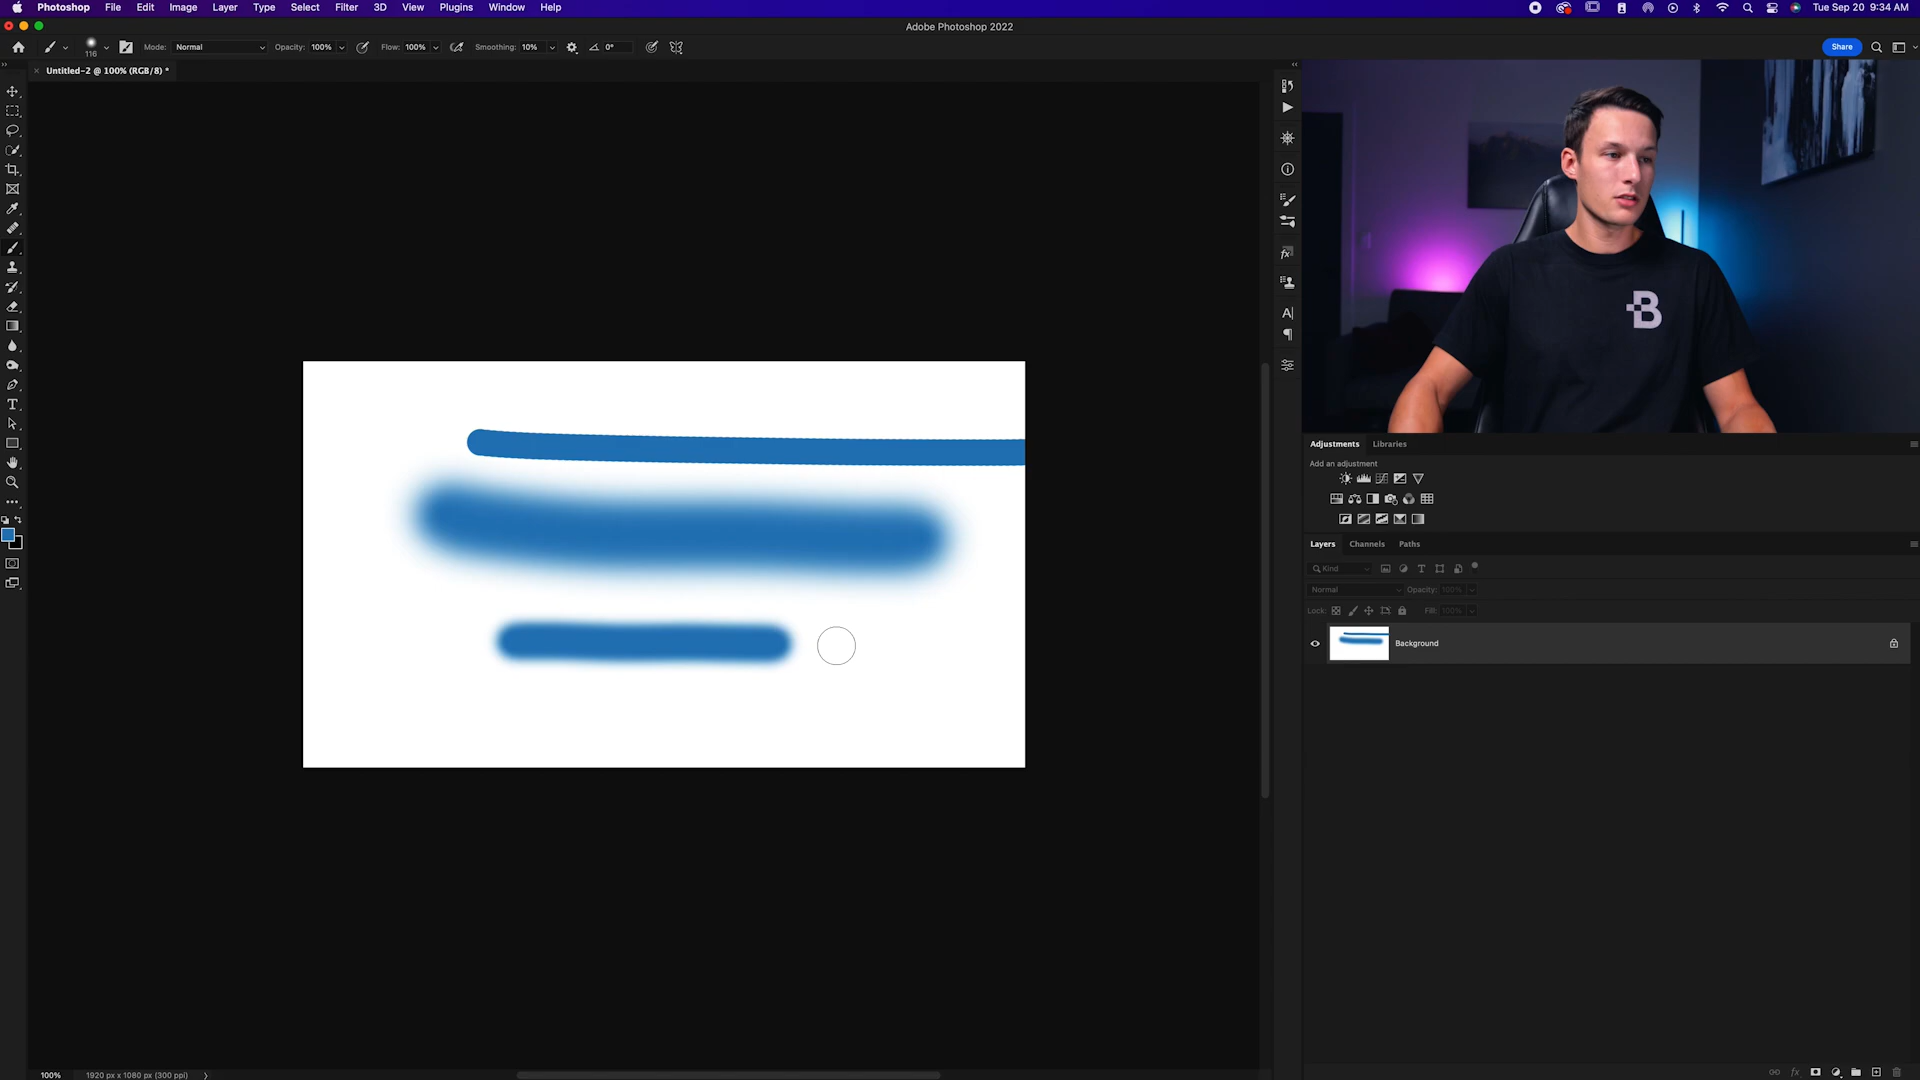 Photoshop File Edit Image Layer Type Select Filter 3D View Plugins Window Help Tue Sep 20 9:34 AM
Adobe Photoshop 2022
116 Mode: Normal Opacity: 100% Flow: 100% Smoothing: 10% 0° Share
Untitled-2 @ 100% (RGB/8) *
B
Adjustments Libraries
Add an adjustment
Layers Channels Paths
Kind
Normal Opacity: 100%
Lock: Fill: 100%
Background
100% 1920 px x 1080 px (300 ppi)